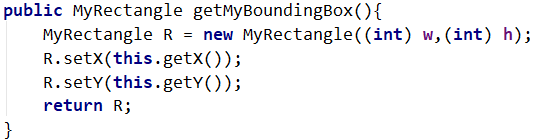 public MyRectangle getMyBoundingBox(){
    MyRectangle R = new MyRectangle((int) w,(int) h);
    R.setX(this.getX());
    R.setY(this.getY());
    return R;
}